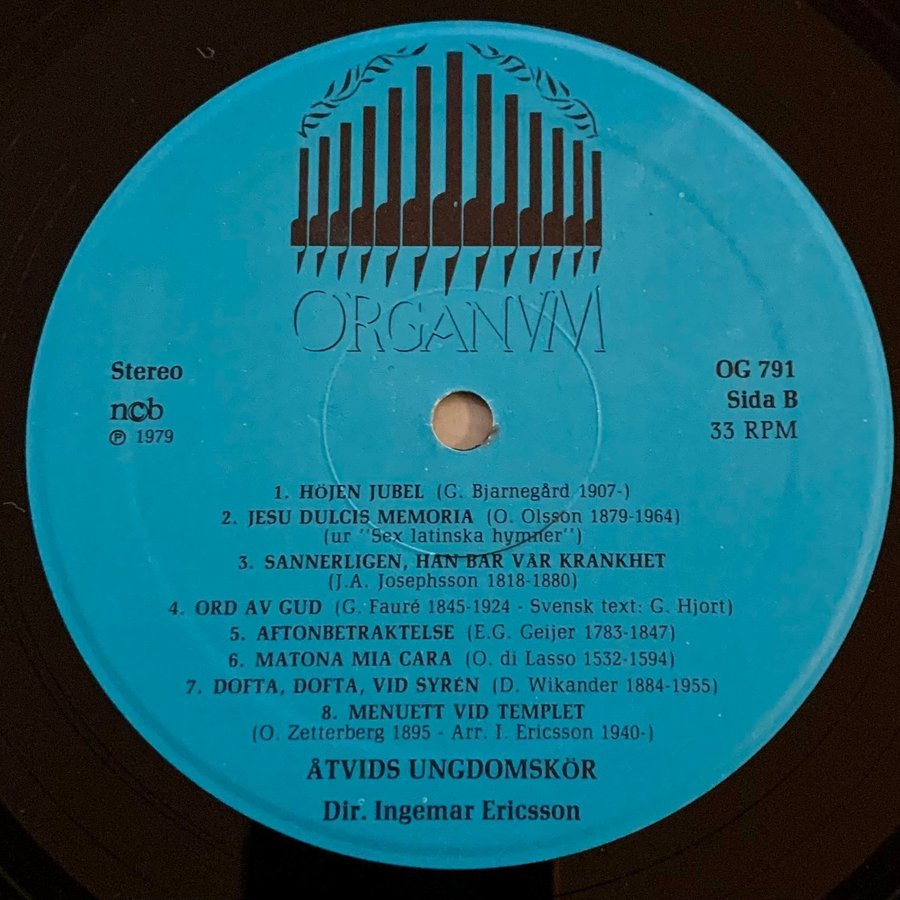 ORGANVM
Stereo
ncb
℗ 1979
OG 791
Sida B
33 RPM
1. HÖJEN JUBEL (G. Bjarnegård 1907-)
2. JESU DULCIS MEMORIA (O. Olsson 1879-1964)
(ur "Sex latinska hymner")
3. SANNERLIGEN, HAN BAR VÅR KRANKHET
(J.A. Josephsson 1818-1880)
4. ORD AV GUD (G. Fauré 1845-1924 - Svensk text: G. Hjort)
5. AFTONBETRAKTELSE (E.G. Geijer 1783-1847)
6. MATONA MIA CARA (O. di Lasso 1532-1594)
7. DOFTA, DOFTA, VID SYRÉN (D. Wikander 1884-1955)
8. MENUETT VID TEMPLET
(O. Zetterberg 1895 - Arr. I. Ericsson 1940-)
ÅTVIDS UNGDOMSKÖR
Dir. Ingemar Ericsson